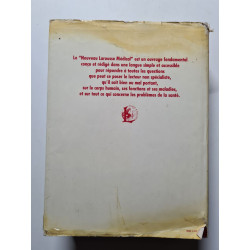 Le "Nouveau Larousse Médical" est un ouvrage fondamental
conçu et rédigé dans une langue simple et accessible
pour répondre à toutes les questions
que peut se poser le lecteur non spécialiste,
qu'il soit bien ou mal portant,
sur le corps humain, ses fonctions et ses maladies,
et sur tout ce qui concerne les problèmes de la santé.